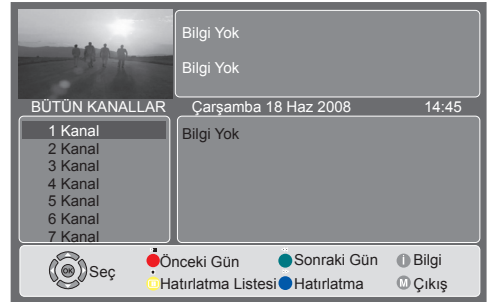 Bilgi Yok
Bilgi Yok
BÜTÜN KANALLAR Çarşamba 18 Haz 2008 14:45
1 Kanal
2 Kanal
3 Kanal
4 Kanal
5 Kanal
6 Kanal
7 Kanal
Bilgi Yok
OK Seç
Önceki Gün Sonraki Gün i Bilgi
Hatırlatma Listesi Hatırlatma M Çıkış